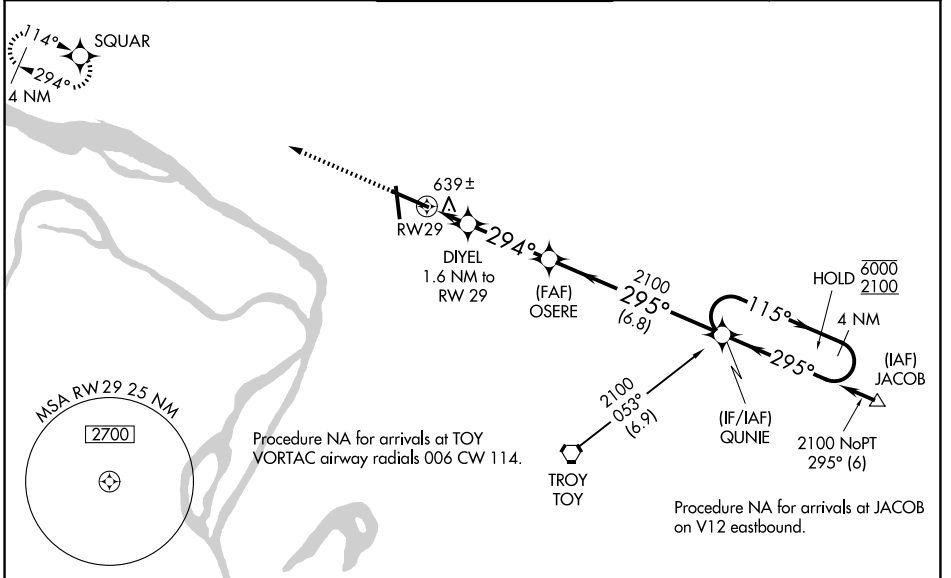 114°
294°
4 NM
SQUAR
639±
RW29
DIYEL
1.6 NM to
RW 29
294°
(FAF)
OSERE
2100
295°
(6.8)
HOLD
6000
2100
115°
4 NM
295°
(IAF)
JACOB
(IF/IAF)
QUNIE
2100 NoPT
295° (6)
2100
053°
(6.9)
TROY
TOY
MSA RW29 25 NM
2700
Procedure NA for arrivals at TOY
VORTAC airway radials 006 CW 114.
Procedure NA for arrivals at JACOB
on V12 eastbound.